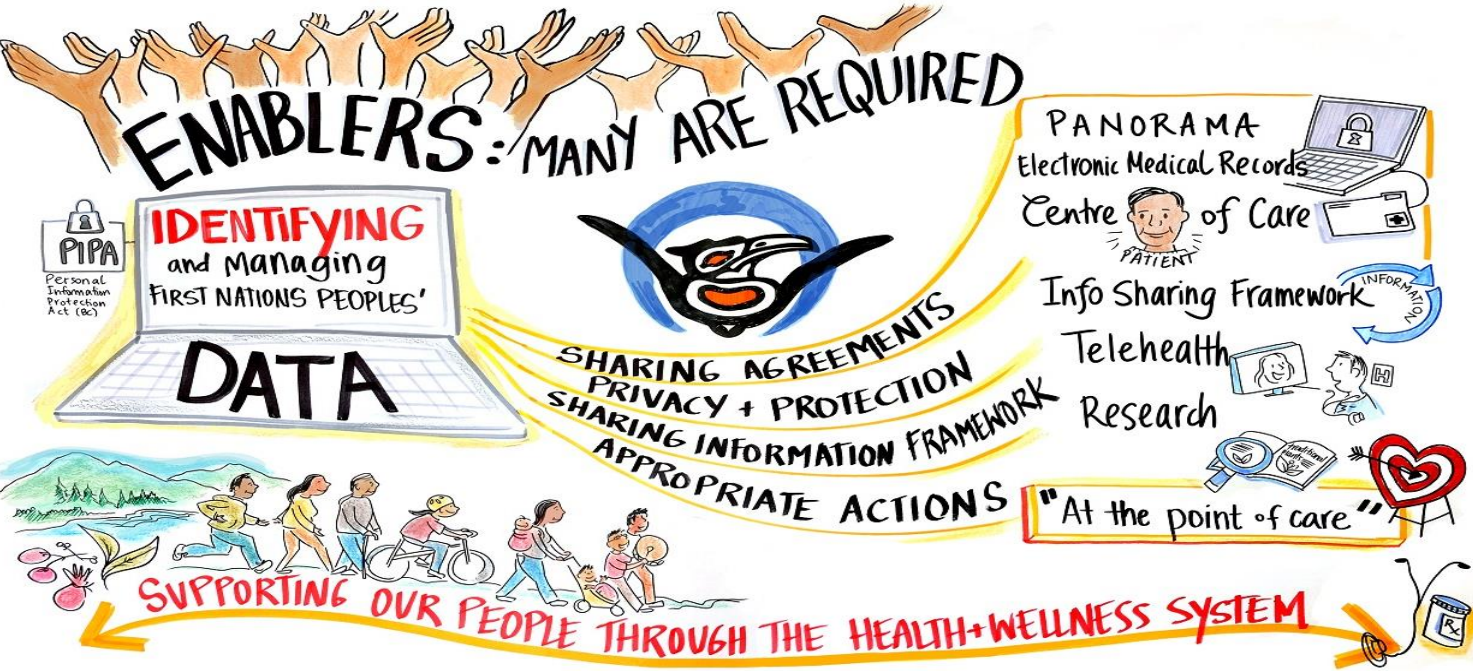 ENABLERS: MANY ARE REQUIRED
PIPA
Personal
Information
Protection
Act (BC)
IDENTIFYING
and managing
FIRST NATIONS PEOPLES'
DATA
SHARING AGREEMENTS
PRIVACY + PROTECTION
SHARING INFORMATION FRAMEWORK
APPROPRIATE ACTIONS
PANORAMA
Electronic Medical Records
Centre of Care
PATIENT
Info Sharing Framework
INFORMATION
Telehealth
H
Research
Traditional
Plants
"At the point of care"
SUPPORTING OUR PEOPLE THROUGH THE HEALTH+WELLNESS SYSTEM
Rx